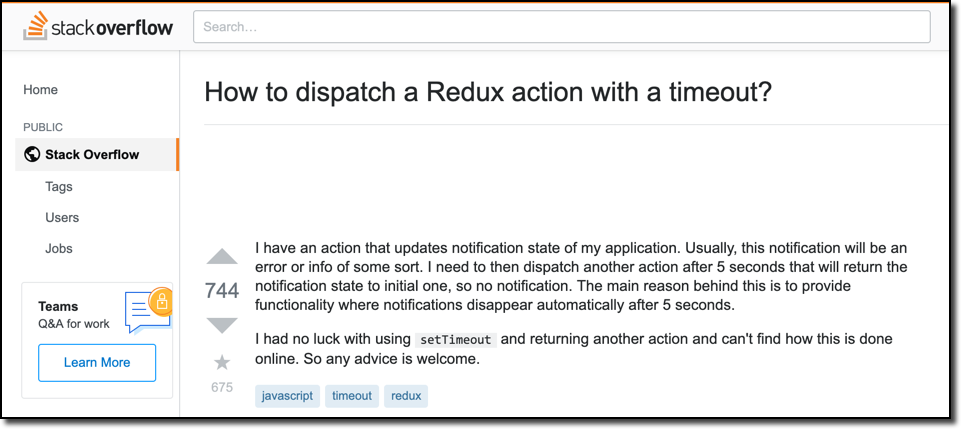 stackoverflow
Search…
Home
PUBLIC
Stack Overflow
Tags
Users
Jobs
Teams
Q&A for work
Learn More
How to dispatch a Redux action with a timeout?
744
675
I have an action that updates notification state of my application. Usually, this notification will be an
error or info of some sort. I need to then dispatch another action after 5 seconds that will return the
notification state to initial one, so no notification. The main reason behind this is to provide
functionality where notifications disappear automatically after 5 seconds.
I had no luck with using setTimeout and returning another action and can't find how this is done
online. So any advice is welcome.
javascript timeout redux